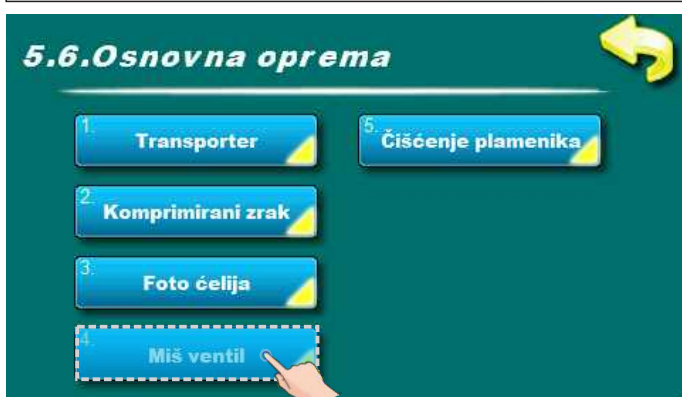 5.6.Osnovna oprema
1. Transporter
2. Komprimirani zrak
3. Foto ćelija
4. Miš ventil
5. Čišćenje plamenika